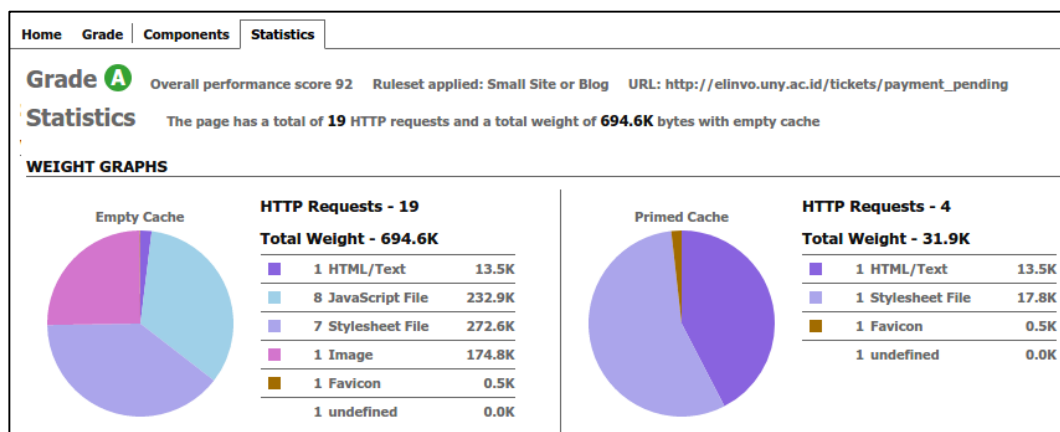 Home Grade Components Statistics
Grade A Overall performance score 92 Ruleset applied: Small Site or Blog URL: http://elinvo.uny.ac.id/tickets/payment_pending
Statistics The page has a total of 19 HTTP requests and a total weight of 694.6K bytes with empty cache
WEIGHT GRAPHS
Empty Cache
HTTP Requests - 19
Total Weight - 694.6K
1 HTML/Text 13.5K
8 JavaScript File 232.9K
7 Stylesheet File 272.6K
1 Image 174.8K
1 Favicon 0.5K
1 undefined 0.0K
Primed Cache
HTTP Requests - 4
Total Weight - 31.9K
1 HTML/Text 13.5K
1 Stylesheet File 17.8K
1 Favicon 0.5K
1 undefined 0.0K